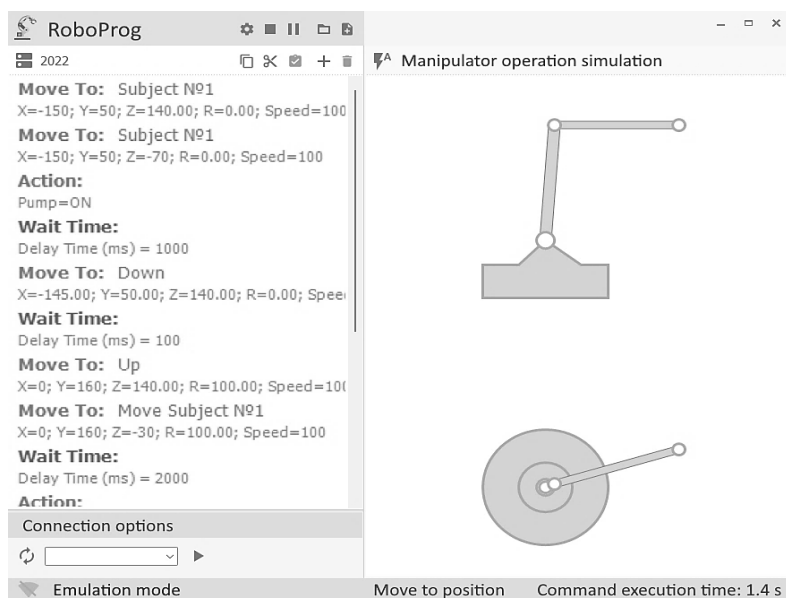 RoboProg
2022
Move To: Subject №1
X=-150; Y=50; Z=140.00; R=0.00; Speed=100
Move To: Subject №1
X=-150; Y=50; Z=-70; R=0.00; Speed=100
Action:
Pump=ON
Wait Time:
Delay Time (ms) = 1000
Move To: Down
X=-145.00; Y=50.00; Z=140.00; R=0.00; Spee
Wait Time:
Delay Time (ms) = 100
Move To: Up
X=0; Y=160; Z=140.00; R=100.00; Speed=100
Move To: Move Subject №1
X=0; Y=160; Z=-30; R=100.00; Speed=100
Wait Time:
Delay Time (ms) = 2000
Action:
Connection options
Emulation mode
A Manipulator operation simulation
Move to position Command execution time: 1.4 s